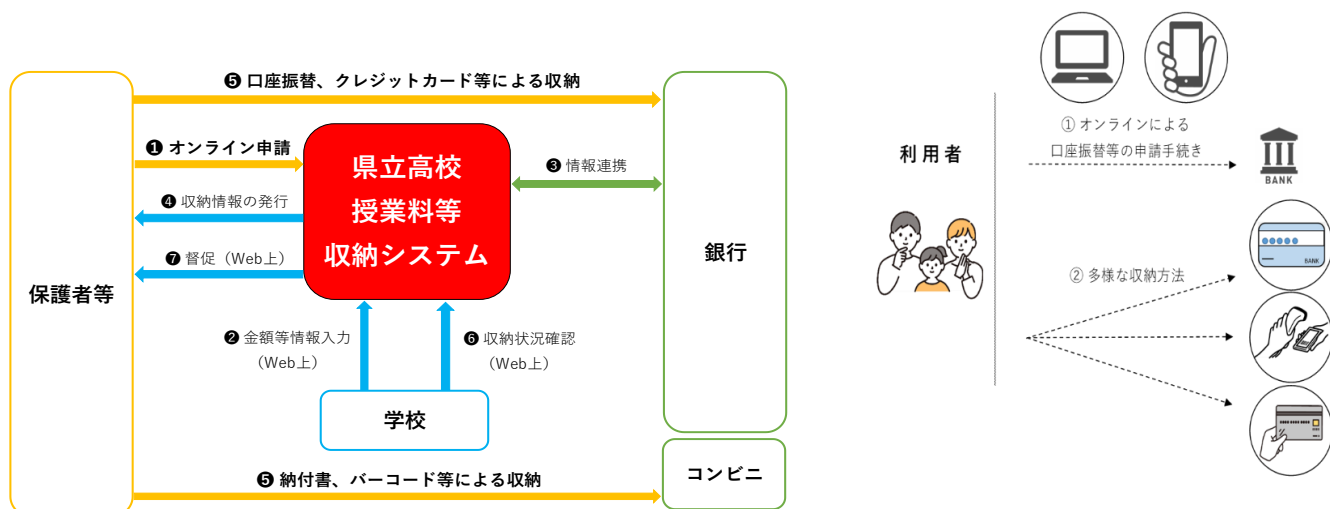 ❺ 口座振替、クレジットカード等による収納
❶ オンライン申請
県立高校
授業料等
収納システム
❸ 情報連携
❹ 収納情報の発行
❼ 督促（Web上）
保護者等
銀行
❷ 金額等情報入力
（Web上）
❻ 収納状況確認
（Web上）
学校
❺ 納付書、バーコード等による収納
コンビニ
利用者
① オンラインによる
口座振替等の申請手続き
BANK
② 多様な収納方法
BANK